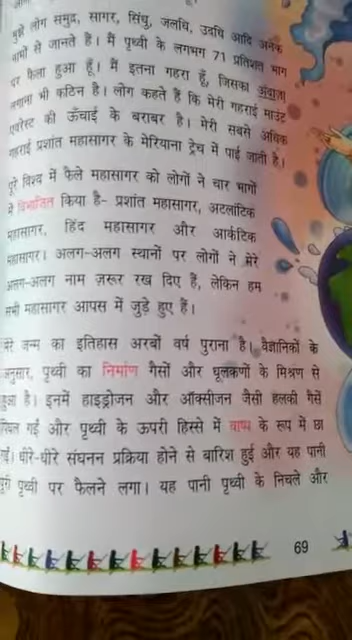 मुझे लोग समुद्र, सागर, सिंधु, जलधि, उदधि आदि अनेक
नामों से जानते हैं। मैं पृथ्वी के लगभग 71 प्रतिशत भाग
पर फैला हुआ हूँ। मैं इतना गहरा हूँ, जिसका अंदाज़ा
लगाना भी कठिन है। लोग कहते हैं कि मेरी गहराई माउंट
एवरेस्ट की ऊँचाई के बराबर है। मेरी सबसे अधिक
गहराई प्रशांत महासागर के मेरियाना ट्रेंच में पाई जाती है।
पूरे विश्व में फैले महासागर को लोगों ने चार भागों
में विभाजित किया है- प्रशांत महासागर, अटलांटिक
महासागर, हिंद महासागर और आर्कटिक
महासागर। अलग-अलग स्थानों पर लोगों ने मेरे
अलग-अलग नाम ज़रूर रख दिए हैं, लेकिन हम
सभी महासागर आपस में जुड़े हुए हैं।
मेरे जन्म का इतिहास अरबों वर्ष पुराना है। वैज्ञानिकों के
अनुसार, पृथ्वी का निर्माण गैसों और धूलकणों के मिश्रण से
हुआ है। इनमें हाइड्रोजन और ऑक्सीजन जैसी हलकी गैसें
गईं और पृथ्वी के ऊपरी हिस्से में वाष्प के रूप में छा
गईं। धीरे-धीरे संघनन प्रक्रिया होने से बारिश हुई और यह पानी
पूरी पृथ्वी पर फैलने लगा। यह पानी पृथ्वी के निचले और
69